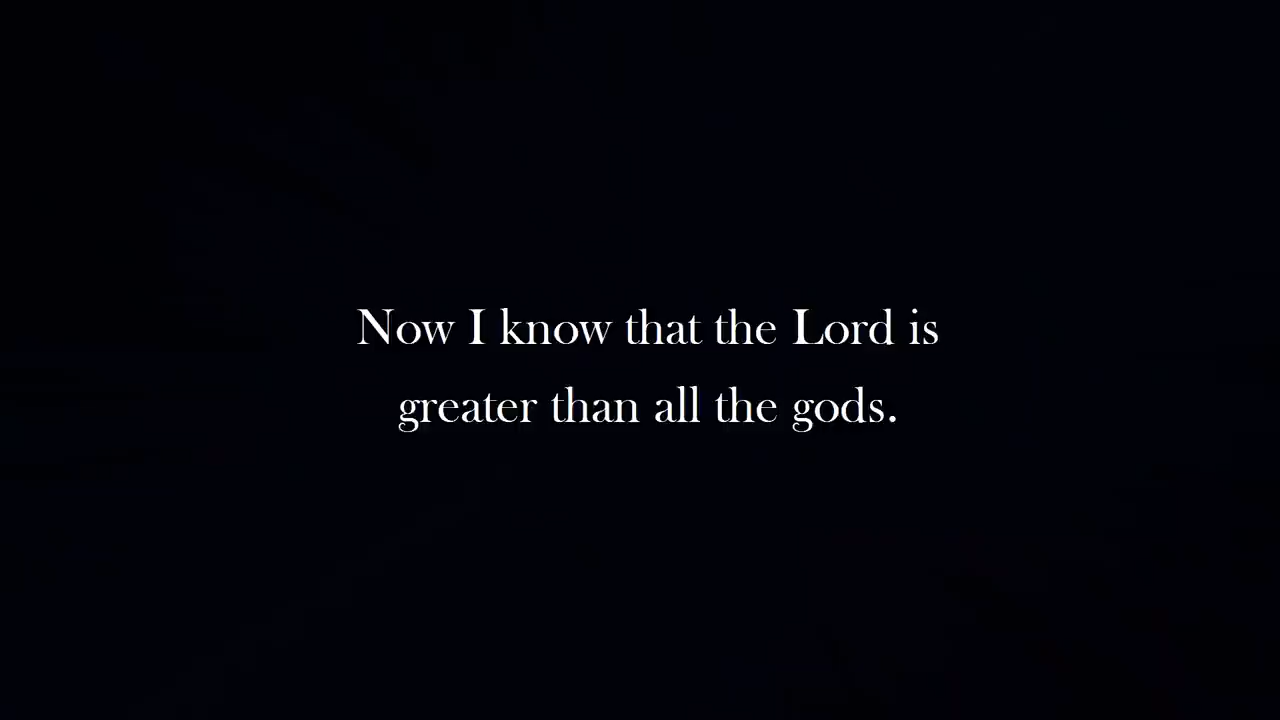 Now I know that the Lord is
greater than all the gods.